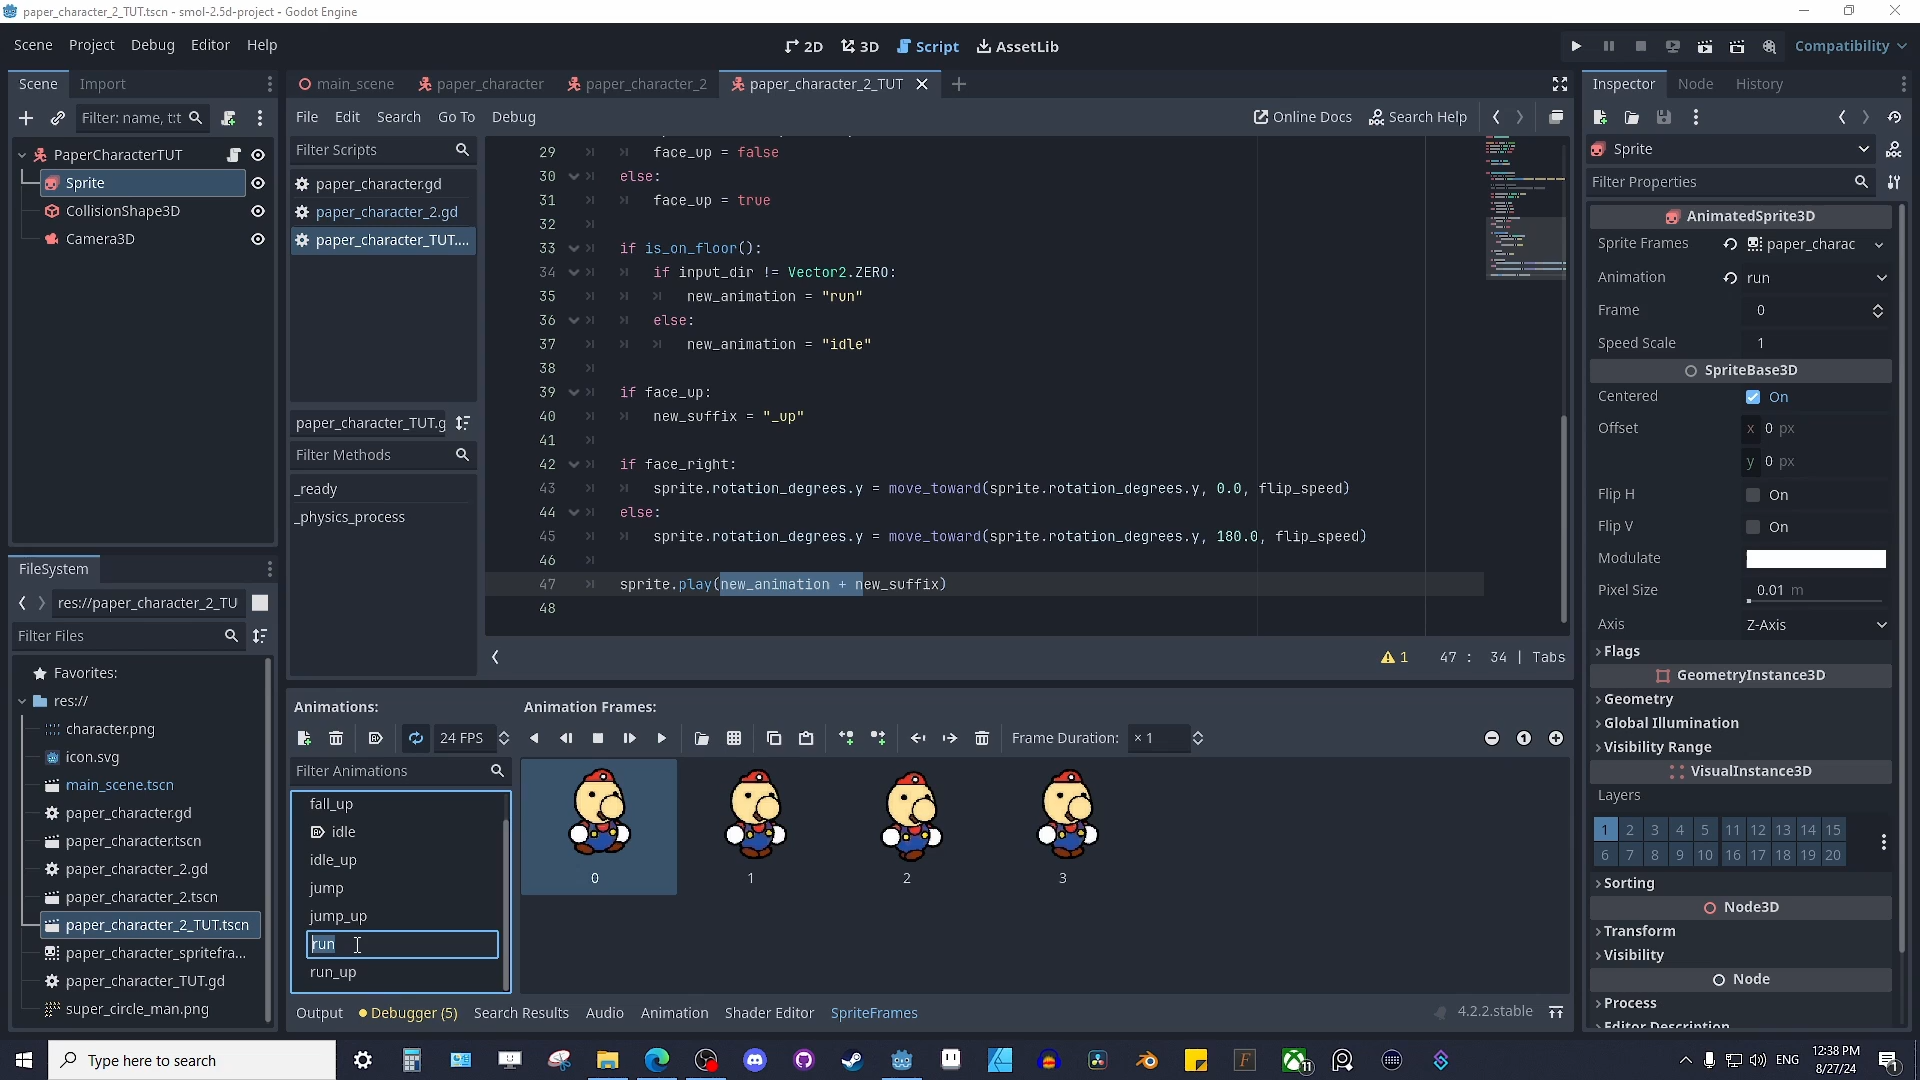 paper_character_2_TUT.tscn - smol-2.5d-project - Godot Engine
Scene Project Debug Editor Help
2D 3D Script AssetLib
Compatibility
Scene Import
Filter: name, t:t
PaperCharacterTUT
Sprite
CollisionShape3D
Camera3D
FileSystem
res://paper_character_2_TU
Filter Files
Favorites:
res://
character.png
icon.svg
main_scene.tscn
paper_character.gd
paper_character.tscn
paper_character_2.gd
paper_character_2.tscn
paper_character_2_TUT.tscn
paper_character_spritefra...
paper_character_TUT.gd
super_circle_man.png
main_scene paper_character paper_character_2 paper_character_2_TUT
File Edit Search Go To Debug
Online Docs Search Help
Filter Scripts
paper_character.gd
paper_character_2.gd
paper_character_TUT....
paper_character_TUT.g
Filter Methods
_ready
_physics_process
29 face_up = false
30 else:
31 face_up = true
32
33 if is_on_floor():
34 if input_dir != Vector2.ZERO:
35 new_animation = "run"
36 else:
37 new_animation = "idle"
38
39 if face_up:
40 new_suffix = "_up"
41
42 if face_right:
43 sprite.rotation_degrees.y = move_toward(sprite.rotation_degrees.y, 0.0, flip_speed)
44 else:
45 sprite.rotation_degrees.y = move_toward(sprite.rotation_degrees.y, 180.0, flip_speed)
46
47 sprite.play(new_animation + new_suffix)
48
1 47 : 34 | Tabs
Animations:
24 FPS
Filter Animations
fall_up
idle
idle_up
jump
jump_up
run
run_up
Animation Frames:
Frame Duration: × 1
0 1 2 3
Output Debugger (5) Search Results Audio Animation Shader Editor SpriteFrames
4.2.2.stable
Inspector Node History
Sprite
Filter Properties
AnimatedSprite3D
Sprite Frames paper_charac
Animation run
Frame 0
Speed Scale 1
SpriteBase3D
Centered On
Offset x 0 px
y 0 px
Flip H On
Flip V On
Modulate
Pixel Size 0.01 m
Axis Z-Axis
Flags
GeometryInstance3D
Geometry
Global Illumination
Visibility Range
VisualInstance3D
Layers
1 2 3 4 5 11 12 13 14 15
6 7 8 9 10 16 17 18 19 20
Sorting
Node3D
Transform
Visibility
Node
Process
Editor Description
Type here to search
11
ENG
12:38 PM
8/27/24
1